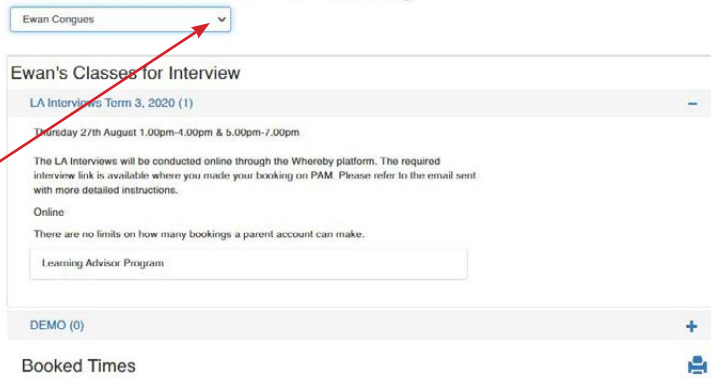 Ewan Congues
Ewan's Classes for Interview
LA Interviews Term 3, 2020 (1)
Thursday 27th August 1.00pm-4.00pm & 5.00pm-7.00pm
The LA Interviews will be conducted online through the Whereby platform. The required
interview link is available where you made your booking on PAM. Please refer to the email sent
with more detailed instructions.
Online
There are no limits on how many bookings a parent account can make.
Learning Advisor Program
DEMO (0)
Booked Times